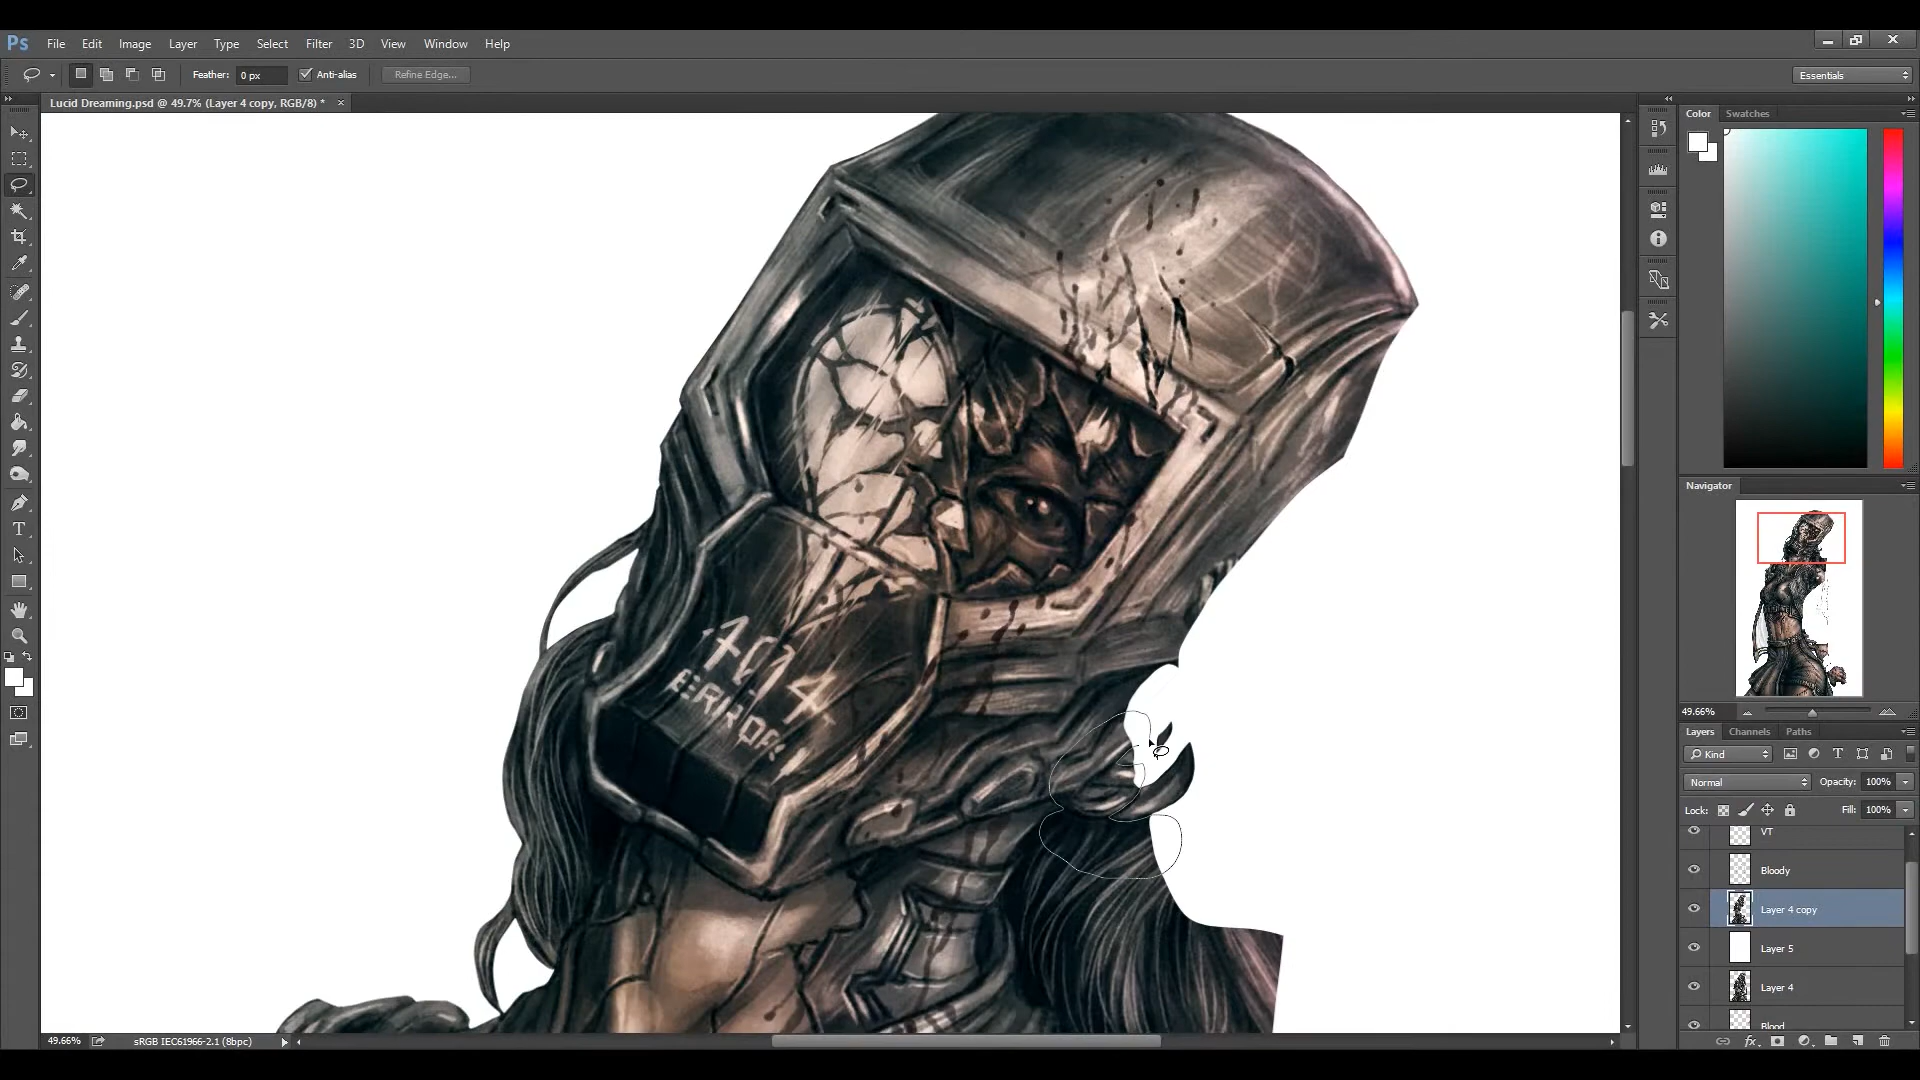 Ps File Edit Image Layer Type Select Filter 3D View Window Help
Feather: 0 px Anti-alias Refine Edge... Essentials
Lucid Dreaming.psd @ 49.7% (Layer 4 copy, RGB/8) * ×
Color Swatches
Navigator
404
ERROR!
49.66%
Layers Channels Paths
Kind
Normal Opacity: 100%
Lock: Fill: 100%
VT
Bloody
Layer 4 copy
Layer 5
Layer 4
Blood
49.66% sRGB IEC61966-2.1 (8bpc)
fx